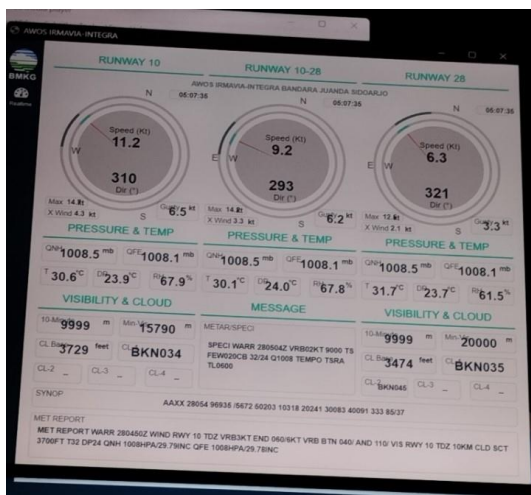 AWOS IRMAVIA-INTEGRA
BMKG
RUNWAY 10
RUNWAY 10-28
RUNWAY 28
AWOS IRMAVIA-INTEGRA BANDARA JUANDA SIDOARJO
N 05:07:35
N 05:07:35
N 05:07:35
Speed (Kt)
11.2
W
310
Dir (°)
S
Speed (Kt)
9.2
E W
293
Dir (°)
S
Speed (Kt)
6.3
E W
321
Dir (°)
S
X Wind 4.3 kt
6.5 kt
X Wind 3.3 kt
6.2 kt
X Wind 2.1 kt
3.3 kt
PRESSURE & TEMP
PRESSURE & TEMP
PRESSURE & TEMP
QNH 1008.5 mb QFE 1008.1 mb
QNH 1008.5 mb QFE 1008.1 mb
QNH 1008.5 mb QFE 1008.1 mb
T 30.6 °C 23.9 °C 67.9 %
T 30.1 °C 24.0 °C 67.8 %
T 31.7 °C 23.7 °C 61.5 %
VISIBILITY & CLOUD
MESSAGE
VISIBILITY & CLOUD
9999 m 15790 m
3729 feet BKN034
CL-2 _ CL-3 _ CL-4 _
METAR/SPECI
SPECI WARR 280504Z VRB02KT 9000 TS
FEW020CB 32/24 Q1008 TEMPO TSRA
TL0600
9999 m 20000 m
3474 feet BKN035
BKN045 CL-3 _ CL-4 _
SYNOP
AAXX 28054 96935 /5672 60203 10318 20241 30083 40091 333 85/37
MET REPORT
MET REPORT WARR 280450Z WIND RWY 10 TDZ VRB3KT END 060/6KT VRB BTN 040/ AND 110/ VIS RWY 10 TDZ 10KM CLD SCT
3700FT T32 DP24 QNH 1008HPA/29.79INC QFE 1008HPA/29.78INC